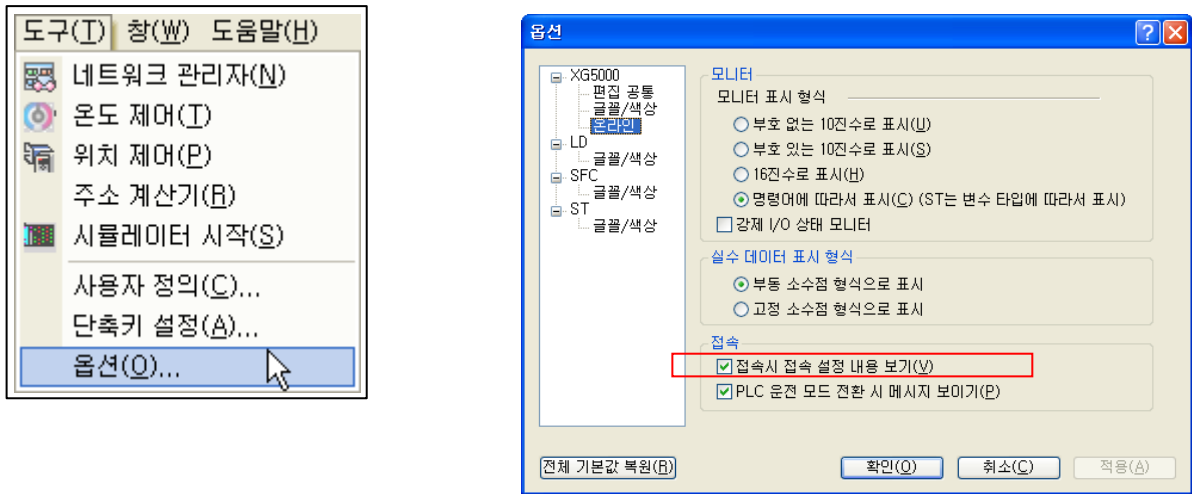 도구(T) 창(W) 도움말(H)
네트워크 관리자(N)
온도 제어(T)
위치 제어(P)
주소 계산기(R)
시뮬레이터 시작(S)
사용자 정의(C)...
단축키 설정(A)...
옵션(O)...
옵션
XG5000
편집 공통
글꼴/색상
온라인
LD
글꼴/색상
SFC
글꼴/색상
ST
글꼴/색상
모니터
모니터 표시 형식
부호 없는 10진수로 표시(U)
부호 있는 10진수로 표시(S)
16진수로 표시(H)
명령어에 따라서 표시(C) (ST는 변수 타입에 따라서 표시)
강제 I/O 상태 모니터
실수 데이터 표시 형식
부동 소수점 형식으로 표시
고정 소수점 형식으로 표시
접속
접속시 접속 설정 내용 보기(V)
PLC 운전 모드 전환 시 메시지 보이기(P)
전체 기본값 복원(R) 확인(O) 취소(C) 적용(A)